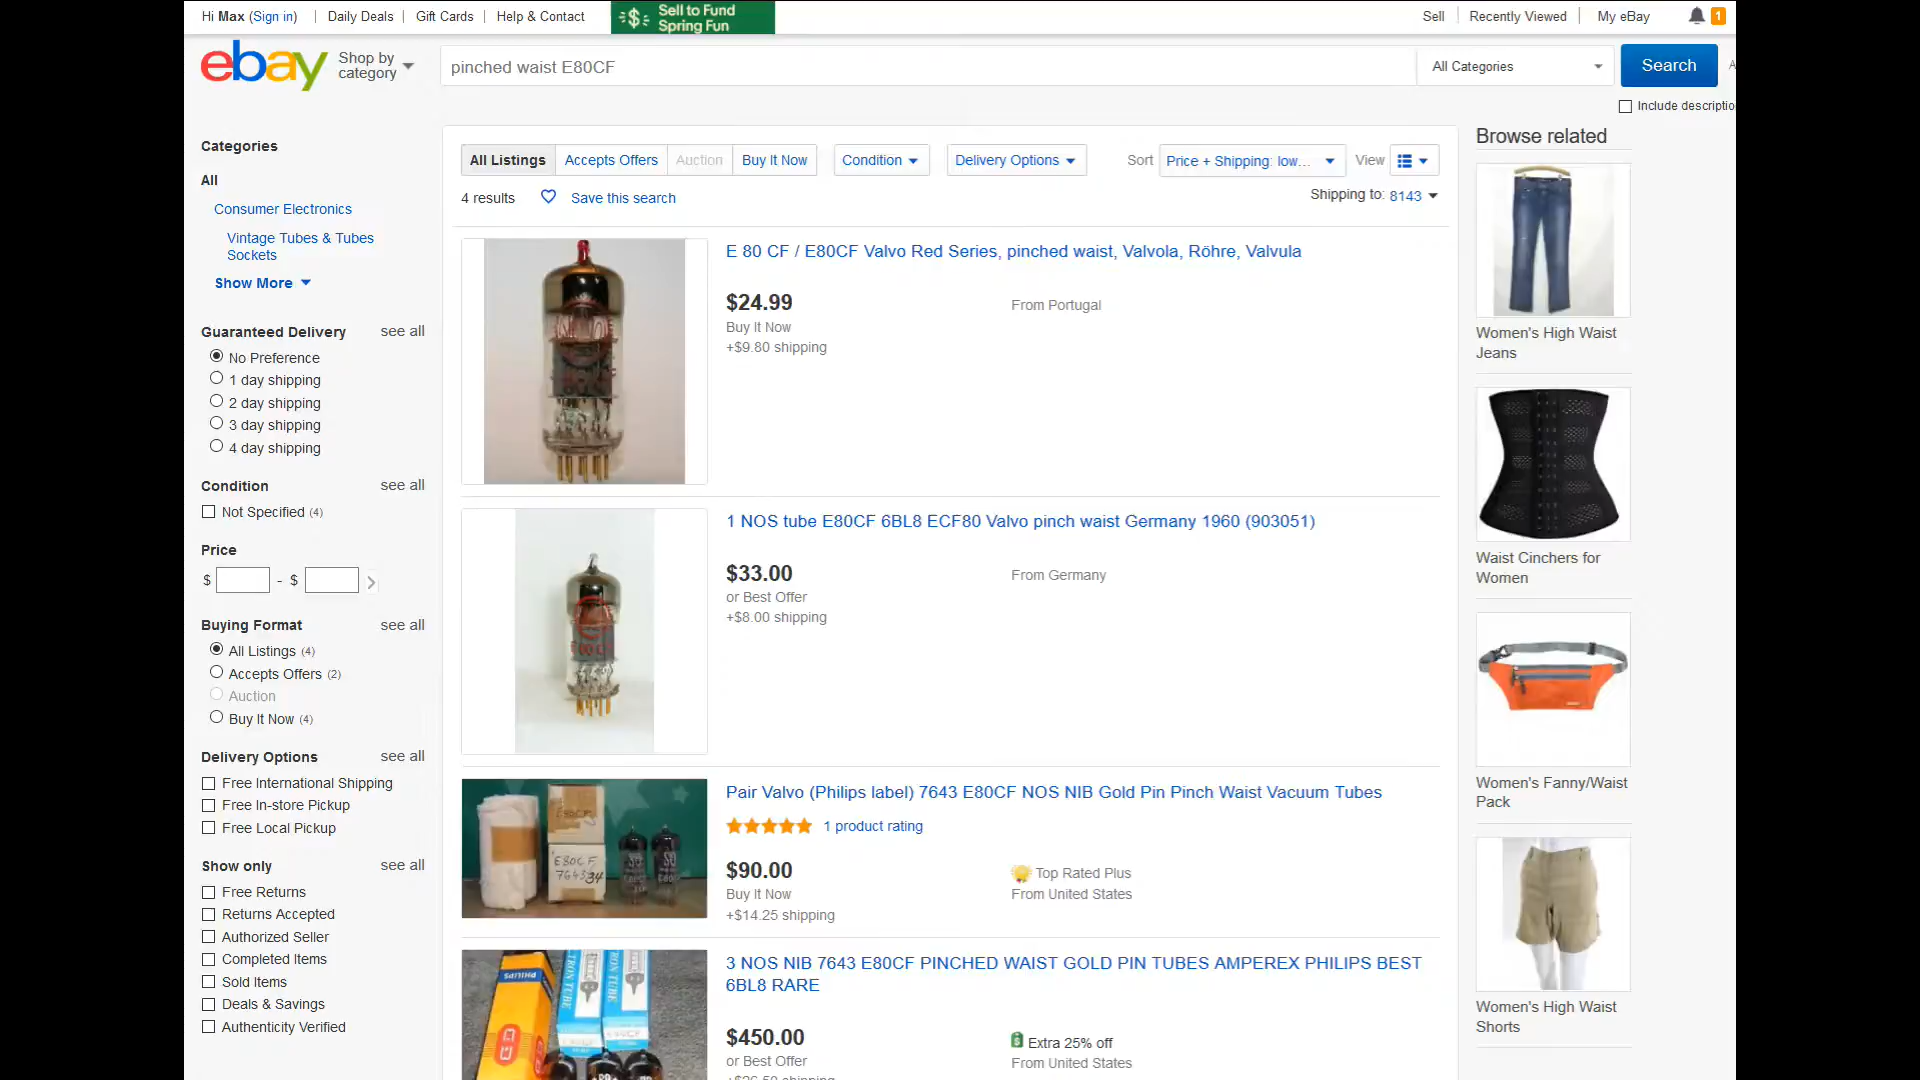 Hi Max (Sign in)
Daily Deals
Gift Cards
Help & Contact
Sell to Fund
Spring Fun
Sell
Recently Viewed
My eBay
1
ebay
Shop by
category
pinched waist E80CF
All Categories
Search
A
Include descriptio
Categories
All
Consumer Electronics
Vintage Tubes & Tubes
Sockets
Show More
Guaranteed Delivery
see all
No Preference
1 day shipping
2 day shipping
3 day shipping
4 day shipping
Condition
see all
Not Specified (4)
Price
$ - $
Buying Format
see all
All Listings (4)
Accepts Offers (2)
Auction
Buy It Now (4)
Delivery Options
see all
Free International Shipping
Free In-store Pickup
Free Local Pickup
Show only
see all
Free Returns
Returns Accepted
Authorized Seller
Completed Items
Sold Items
Deals & Savings
Authenticity Verified
All Listings
Accepts Offers
Auction
Buy It Now
Condition
Delivery Options
Sort
Price + Shipping: low...
View
4 results
Save this search
Shipping to: 8143
E 80 CF / E80CF Valvo Red Series, pinched waist, Valvola, Röhre, Valvula
$24.99
From Portugal
Buy It Now
+$9.80 shipping
1 NOS tube E80CF 6BL8 ECF80 Valvo pinch waist Germany 1960 (903051)
$33.00
From Germany
or Best Offer
+$8.00 shipping
E80CF
7643
Pair Valvo (Philips label) 7643 E80CF NOS NIB Gold Pin Pinch Waist Vacuum Tubes
1 product rating
$90.00
Top Rated Plus
Buy It Now
From United States
+$14.25 shipping
PHILIPS
3 NOS NIB 7643 E80CF PINCHED WAIST GOLD PIN TUBES AMPEREX PHILIPS BEST
6BL8 RARE
$450.00
Extra 25% off
or Best Offer
From United States
+$26.50 shipping
Browse related
Women's High Waist
Jeans
Waist Cinchers for
Women
Women's Fanny/Waist
Pack
Women's High Waist
Shorts